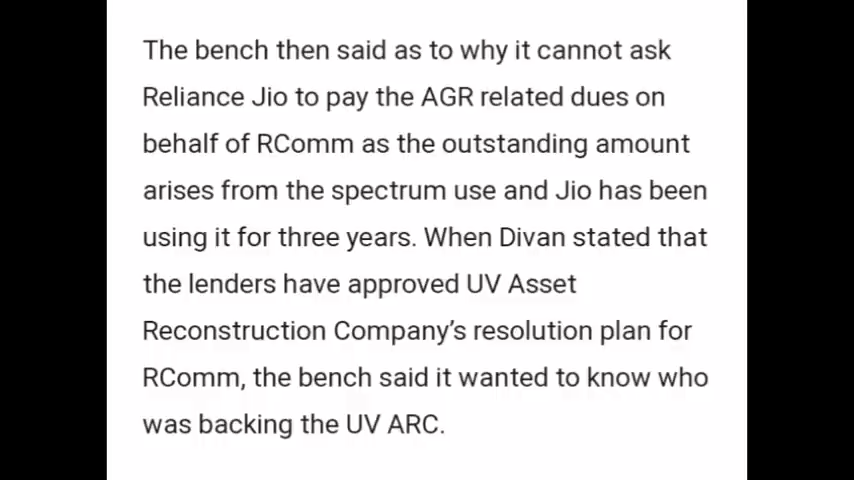 The bench then said as to why it cannot ask
Reliance Jio to pay the AGR related dues on
behalf of RComm as the outstanding amount
arises from the spectrum use and Jio has been
using it for three years. When Divan stated that
the lenders have approved UV Asset
Reconstruction Company’s resolution plan for
RComm, the bench said it wanted to know who
was backing the UV ARC.